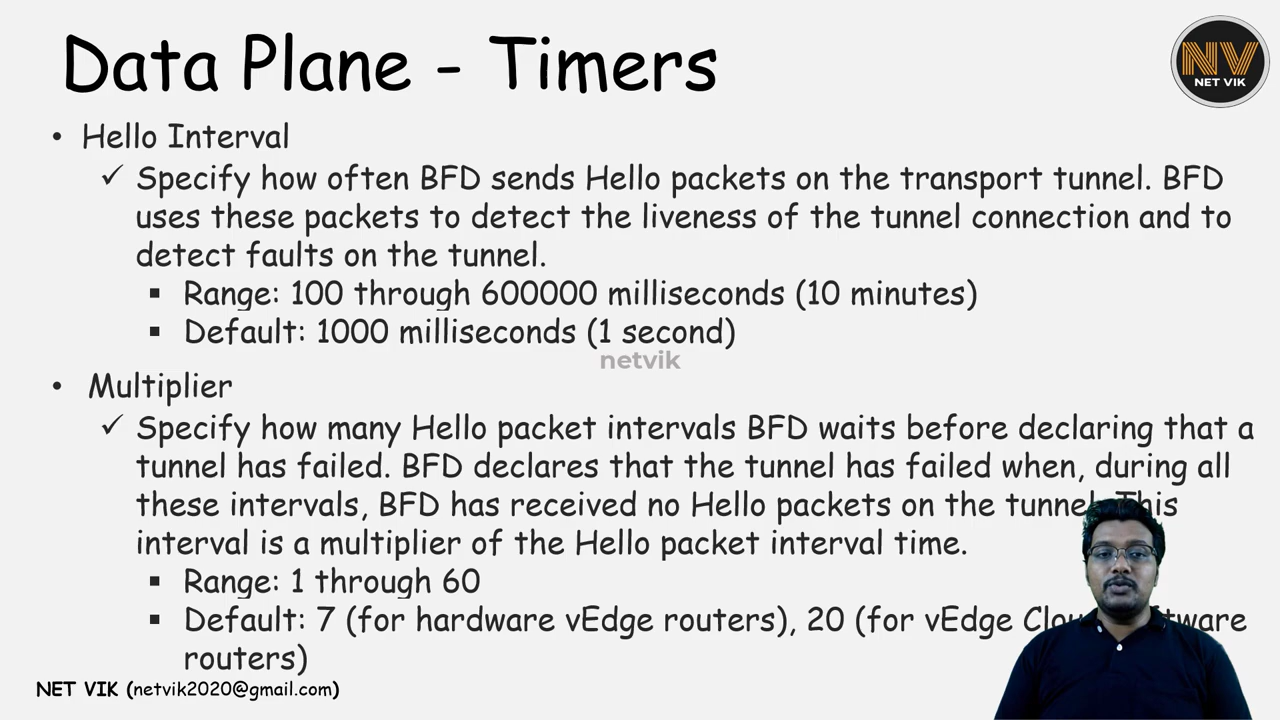 Data Plane - Timers
NV
NET VIK
• Hello Interval
✓ Specify how often BFD sends Hello packets on the transport tunnel. BFD
uses these packets to detect the liveness of the tunnel connection and to
detect faults on the tunnel.
▪ Range: 100 through 600000 milliseconds (10 minutes)
▪ Default: 1000 milliseconds (1 second)
netvik
• Multiplier
✓ Specify how many Hello packet intervals BFD waits before declaring that a
tunnel has failed. BFD declares that the tunnel has failed when, during all
these intervals, BFD has received no Hello packets on the tunnel. This
interval is a multiplier of the Hello packet interval time.
▪ Range: 1 through 60
▪ Default: 7 (for hardware vEdge routers), 20 (for vEdge
routers)
NET VIK (netvik2020@gmail.com)